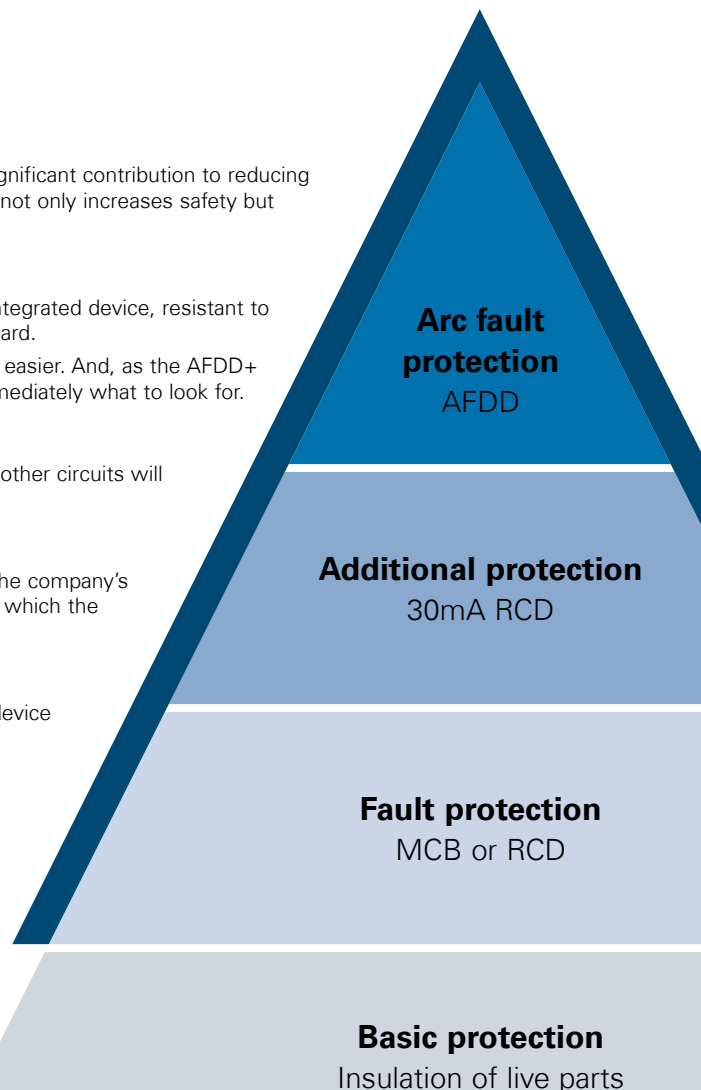 gnificant contribution to reducing
not only increases safety but
ntegrated device, resistant to
ard.
easier. And, as the AFDD+
mediately what to look for.
other circuits will
he company's
which the
device
Arc fault
protection
AFDD
Additional protection
30mA RCD
Fault protection
MCB or RCD
Basic protection
Insulation of live parts